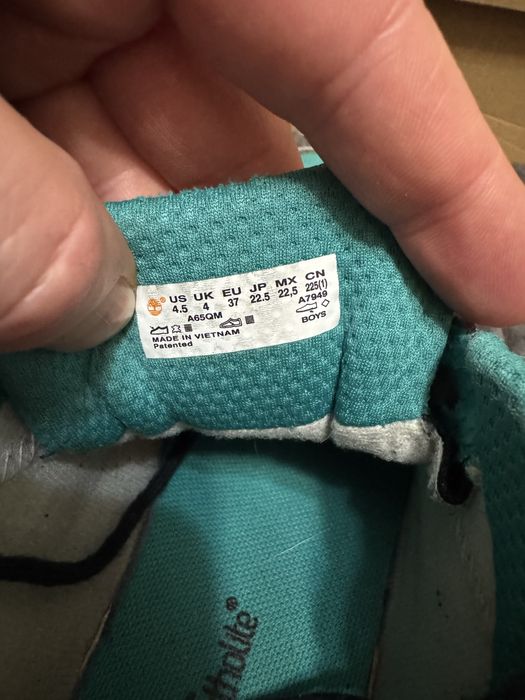 US UK EU JP MX CN
4.5 4 37 22.5 22,5 225(1)
A65QM A7949
BOYS
MADE IN VIETNAM
Patented
tholite®